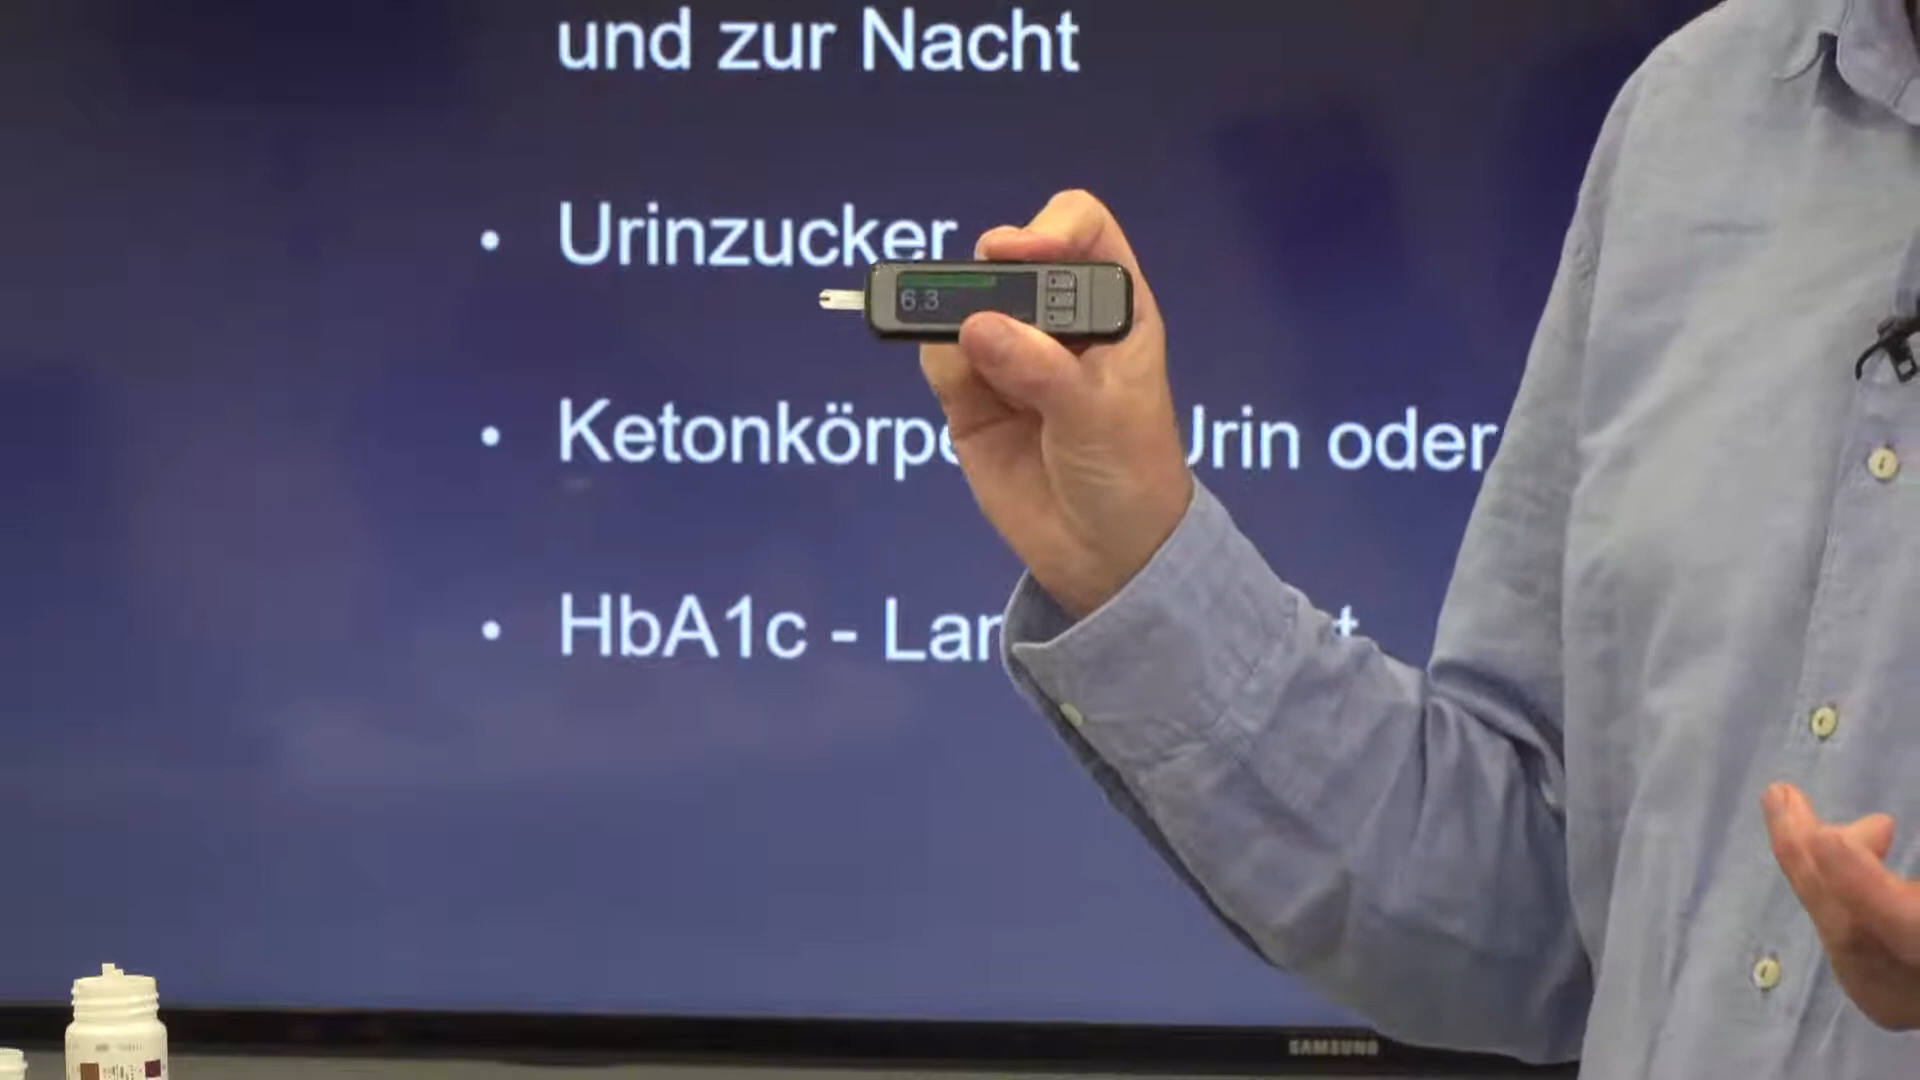 und zur Nacht
• Urinzucker
6.3
• Ketonkörpe Urin oder
• HbA1c - Lan t
SAMSUNG